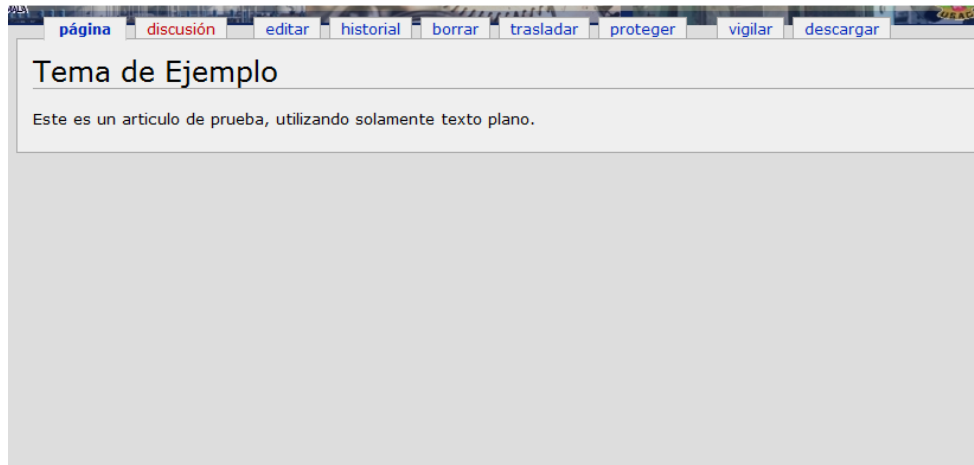 página discusión editar historial borrar trasladar proteger vigilar descargar
Tema de Ejemplo
Este es un articulo de prueba, utilizando solamente texto plano.